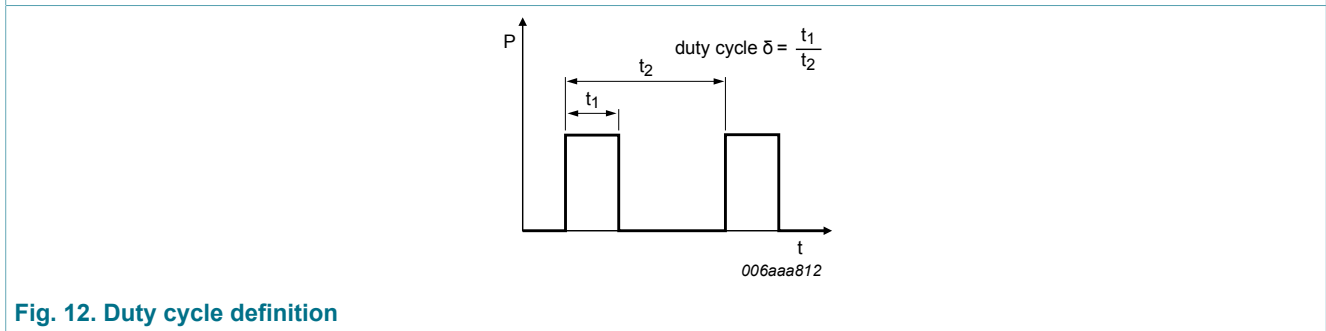 P
duty cycle δ = t1
t2
t2
t1
t
006aaa812
Fig. 12. Duty cycle definition